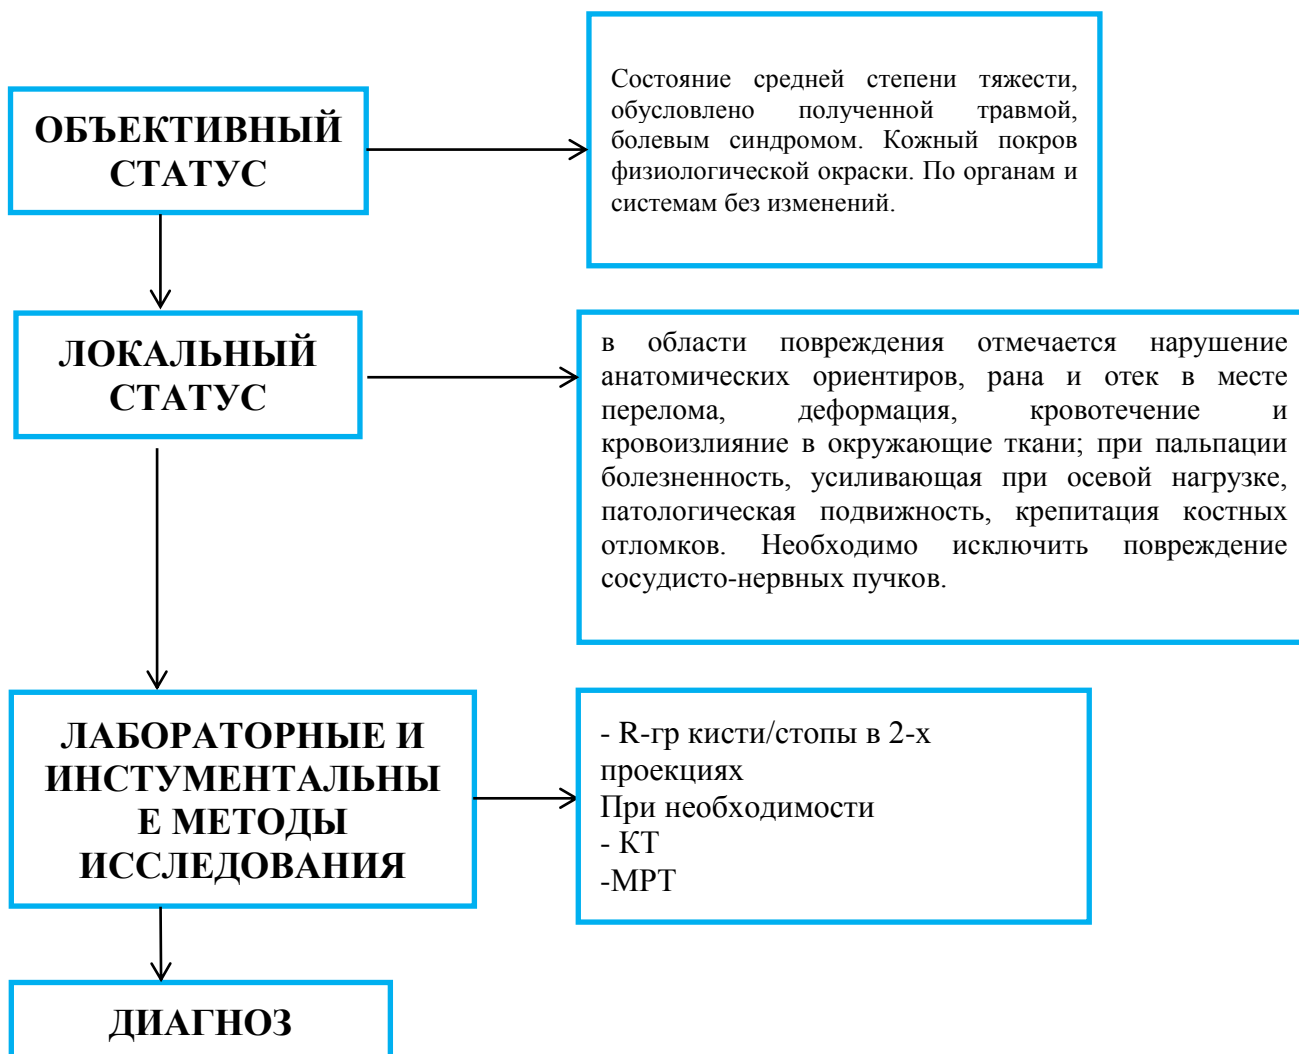 ОБЪЕКТИВНЫЙ
СТАТУС
Состояние средней степени тяжести,
обусловлено полученной травмой,
болевым синдромом. Кожный покров
физиологической окраски. По органам и
системам без изменений.
ЛОКАЛЬНЫЙ
СТАТУС
в области повреждения отмечается нарушение
анатомических ориентиров, рана и отек в месте
перелома, деформация, кровотечение и
кровоизлияние в окружающие ткани; при пальпации
болезненность, усиливающая при осевой нагрузке,
патологическая подвижность, крепитация костных
отломков. Необходимо исключить повреждение
сосудисто-нервных пучков.
ЛАБОРАТОРНЫЕ И
ИНСТУМЕНТАЛЬНЫ
Е МЕТОДЫ
ИССЛЕДОВАНИЯ
- R-гр кисти/стопы в 2-х
проекциях
При необходимости
- КТ
-МРТ
ДИАГНОЗ